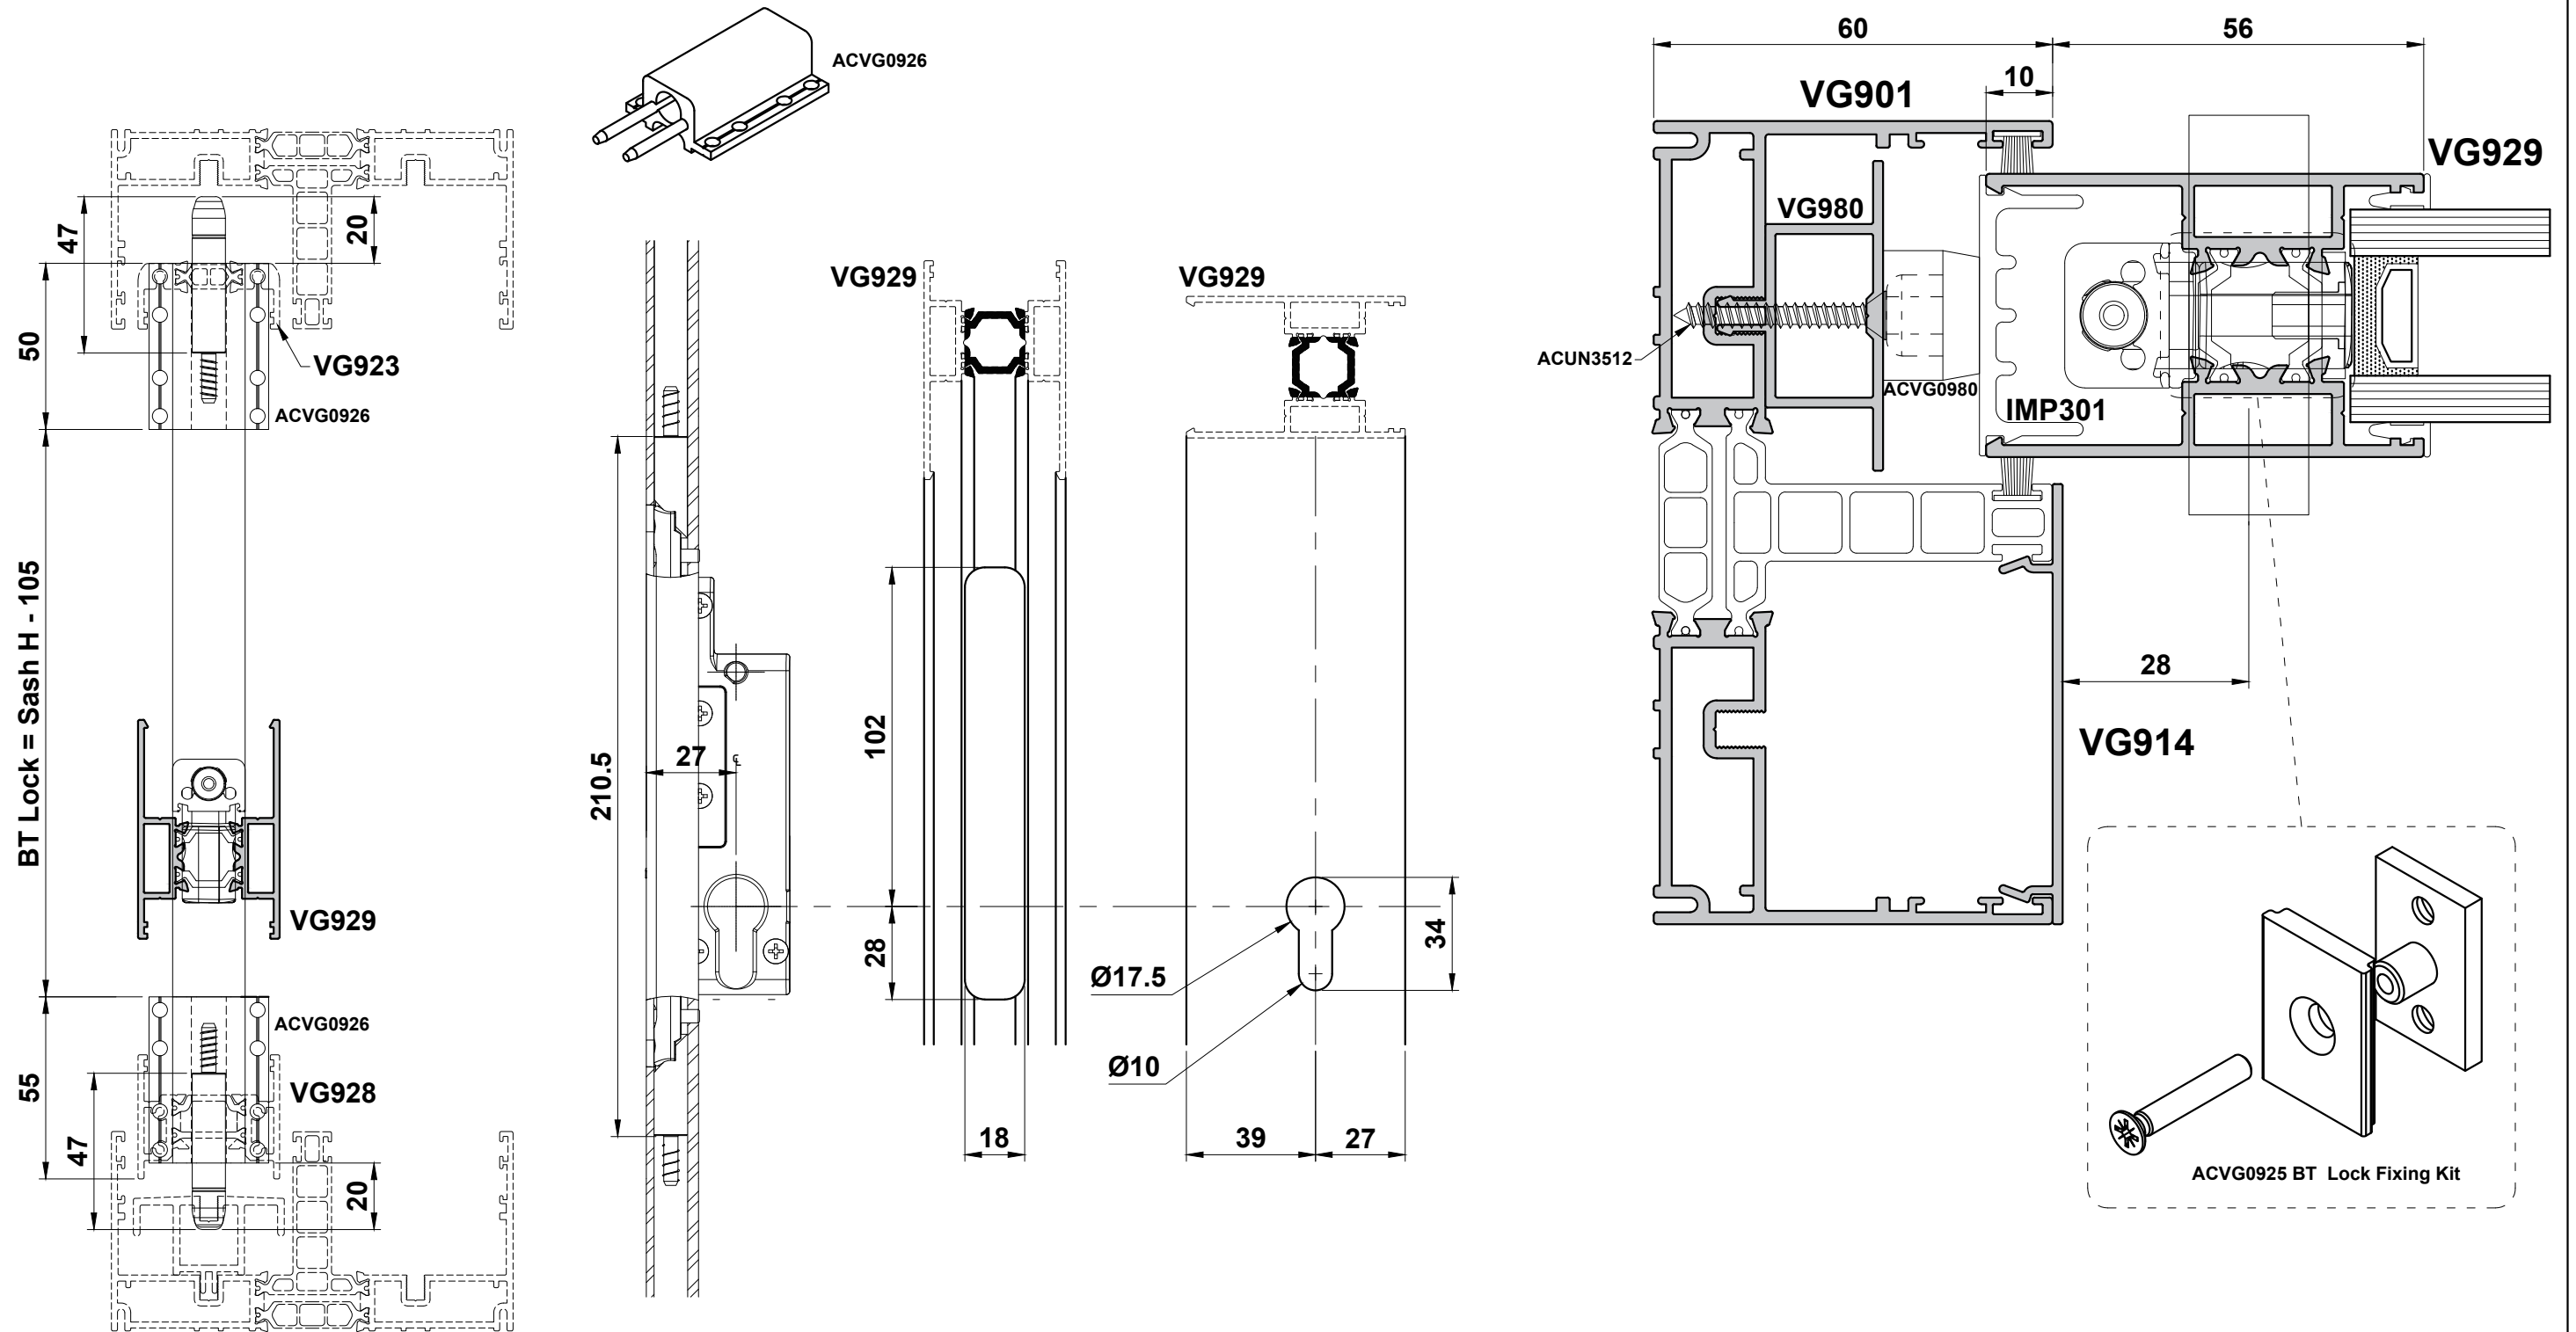 ACVG0926
47
20
50
VG923
ACVG0926
BT Lock = Sash H - 105
VG929
ACVG0926
VG928
55
47
20
210.5
27
℄
VG929
102
28
18
VG929
Ø17.5
Ø10
34
39
27
60
56
10
VG901
VG929
VG980
ACUN3512
ACVG0980
IMP301
28
VG914
ACVG0925 BT Lock Fixing Kit